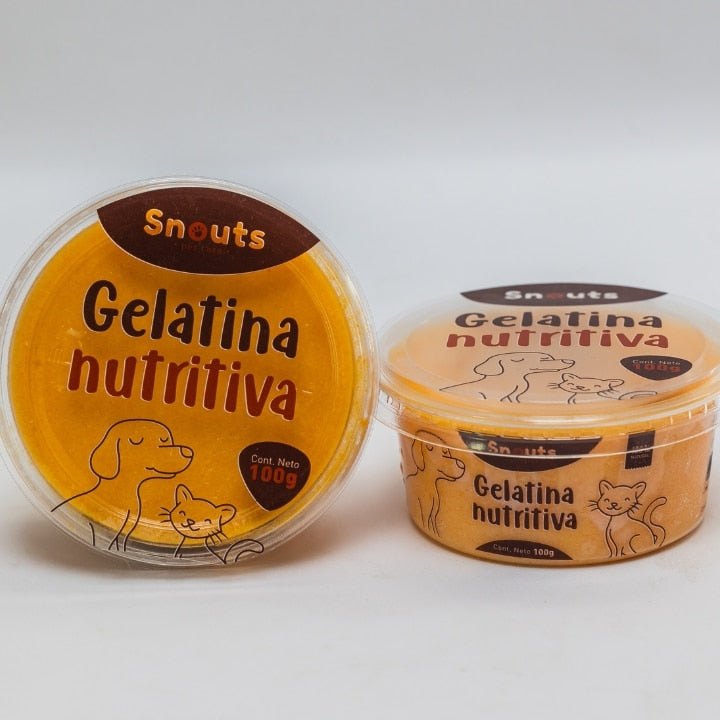 Snouts
Gelatina
nutritiva
Cont. Neto
100g
Snouts
Gelatina
nutritiva
Cont. Neto
100g
Snouts
Gelatina
nutritiva
Cont. Neto 100g